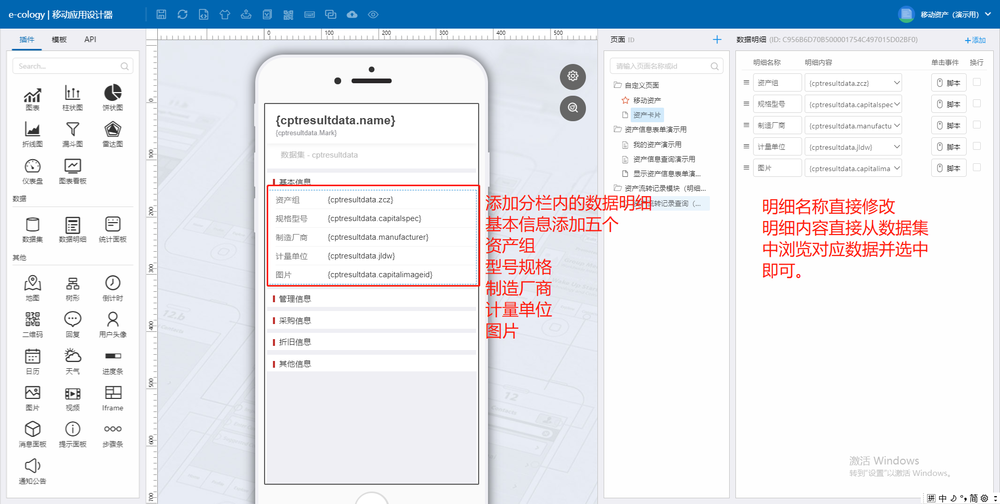 e-cology | 移动应用设计器
移动资产（演示用）
插件
模板
API
Search...
图表
柱状图
饼状图
折线图
漏斗图
雷达图
仪表盘
图表看板
数据
数据集
数据明细
统计面板
其他
地图
树形
倒计时
二维码
回复
用户头像
日历
天气
进度条
图片
视频
Iframe
消息面板
提示面板
步骤条
通知公告
0
100
200
300
400
500
0
100
200
300
400
500
600
700
{cptresultdata.name}
{cptresultdata.Mark}
数据集 - cptresultdata
基本信息
资产组
{cptresultdata.zcz}
规格型号
{cptresultdata.capitalspec}
制造厂商
{cptresultdata.manufacturer}
计量单位
{cptresultdata.jldw}
图片
{cptresultdata.capitalimageid}
管理信息
采购信息
折旧信息
其他信息
添加分栏内的数据明细
基本信息添加五个
资产组
型号规格
制造厂商
计量单位
图片
页面 ID
请输入页面名称或id
自定义页面
移动资产
资产卡片
资产信息表单演示用
我的资产演示用
资产信息查询演示用
显示资产信息表单演...
资产流转记录模块（明细...
资产流转记录查询（...
数据明细 (ID: C956B6D70B500001754C497015D02BF0)
添加
明细名称
明细内容
单击事件
换行
资产组
{cptresultdata.zcz}
脚本
规格型号
{cptresultdata.capitalspec
脚本
制造厂商
{cptresultdata.manufactu
脚本
计量单位
{cptresultdata.jldw}
脚本
图片
{cptresultdata.capitalima
脚本
明细名称直接修改
明细内容直接从数据集
中浏览对应数据并选中
即可。
激活 Windows
转到“设置”以激活 Windows。
拼 中 简